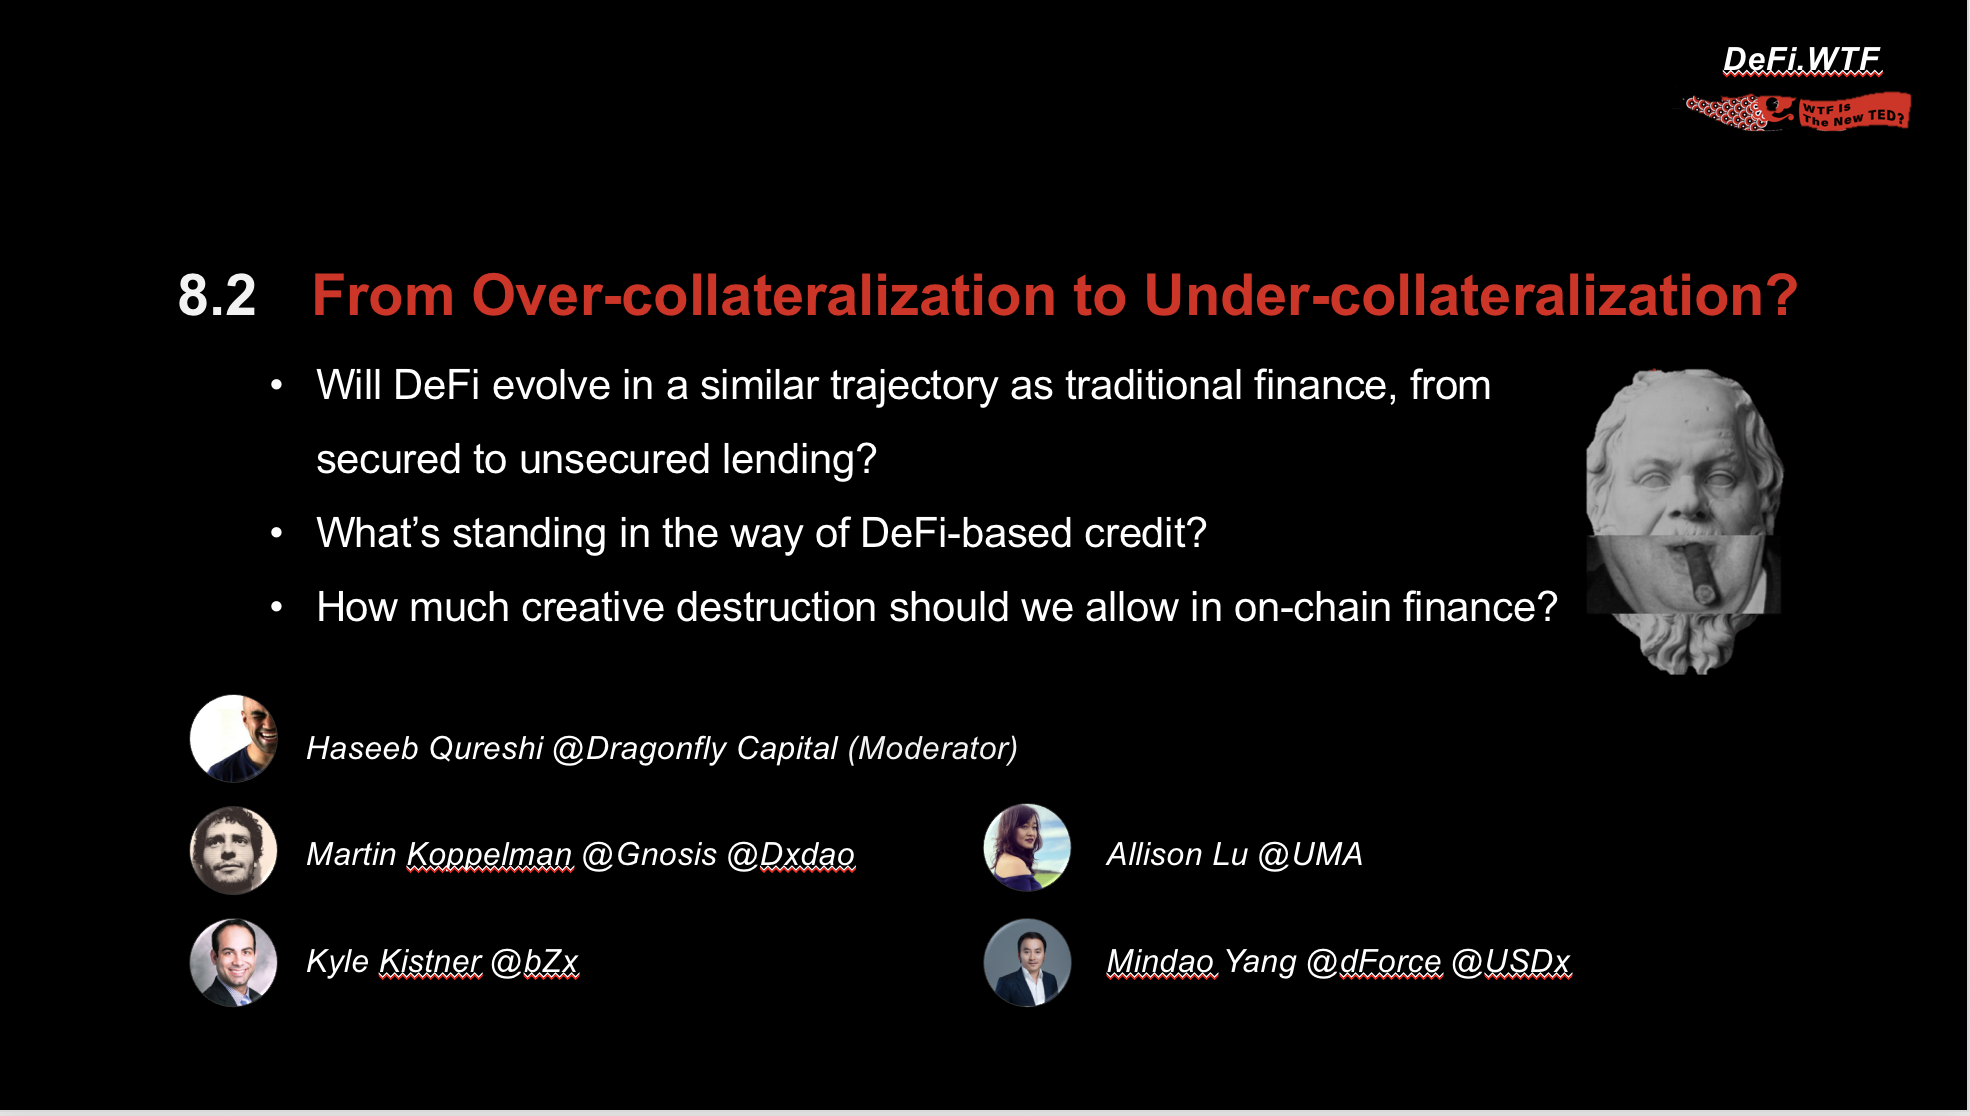 DeFi.WTF
WTF Is
The New TED?
8.2 From Over-collateralization to Under-collateralization?
• Will DeFi evolve in a similar trajectory as traditional finance, from
secured to unsecured lending?
• What’s standing in the way of DeFi-based credit?
• How much creative destruction should we allow in on-chain finance?
Haseeb Qureshi @Dragonfly Capital (Moderator)
Martin Koppelman @Gnosis @Dxdao
Allison Lu @UMA
Kyle Kistner @bZx
Mindao Yang @dForce @USDx